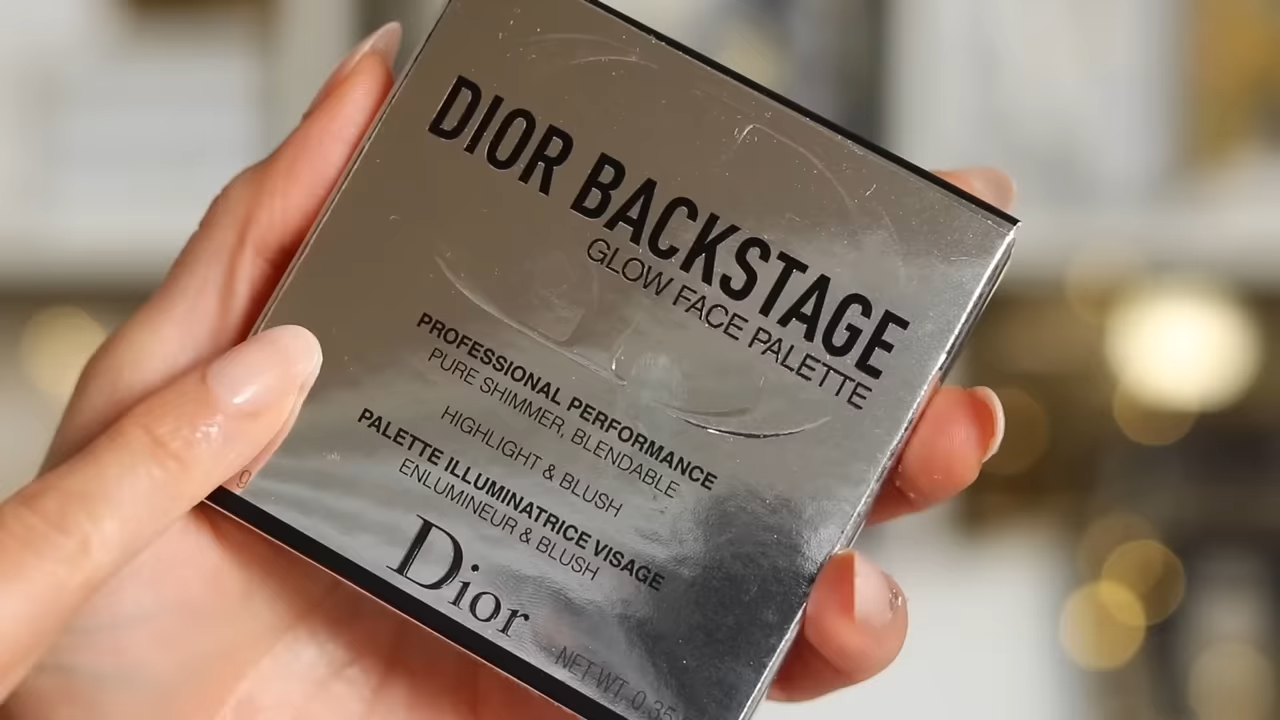 DIOR BACKSTAGE
GLOW FACE PALETTE
PROFESSIONAL PERFORMANCE
PURE SHIMMER, BLENDABLE
HIGHLIGHT & BLUSH
PALETTE ILLUMINATRICE VISAGE
ENLUMINEUR & BLUSH
Dior
g
NET WT. 0.35